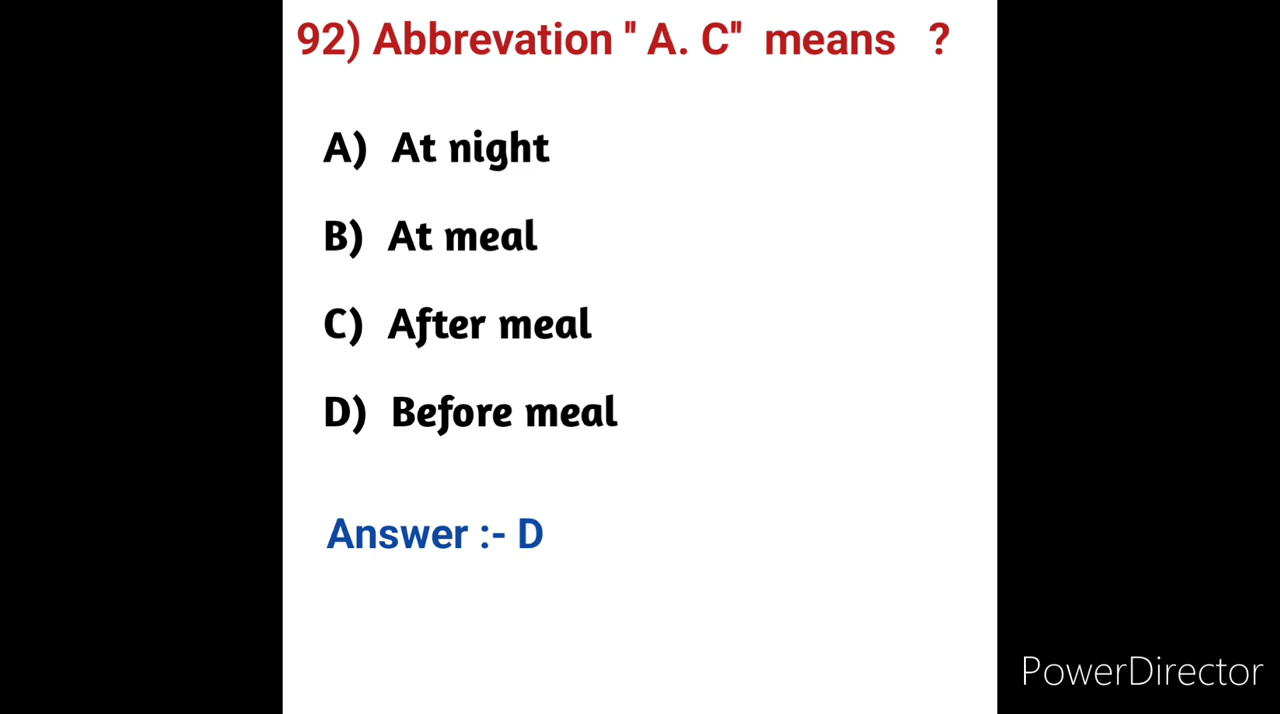 92) Abbrevation " A. C" means ?
A) At night
B) At meal
C) After meal
D) Before meal
Answer :- D
PowerDirector